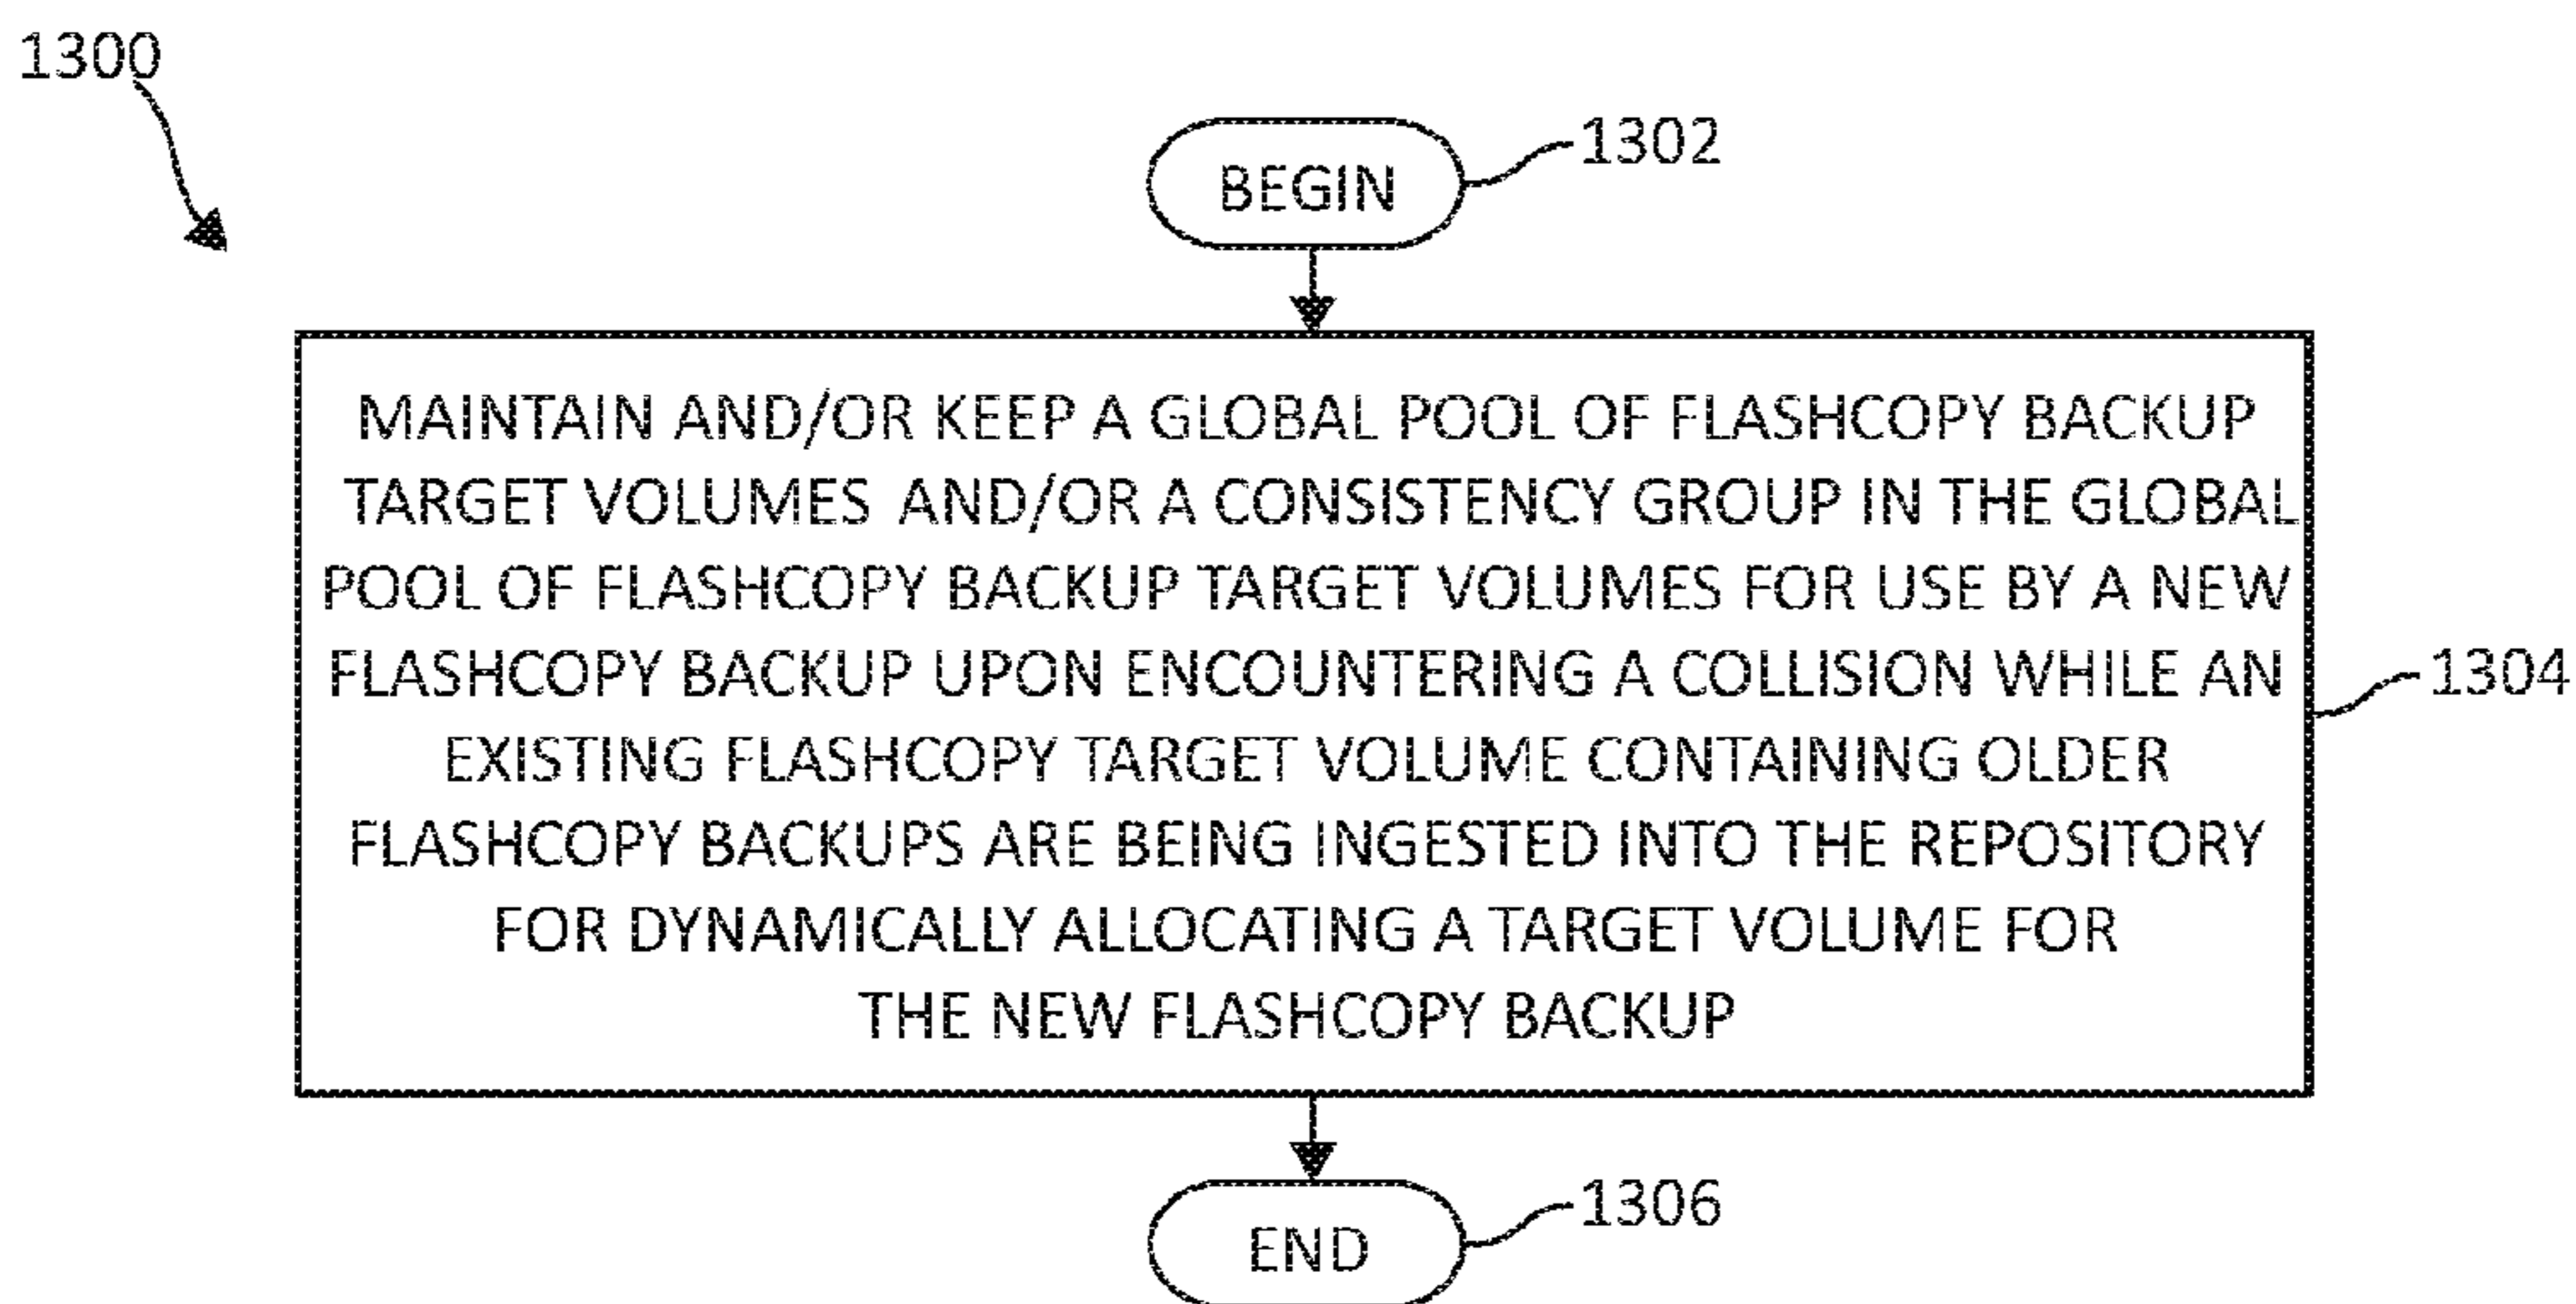 1300
BEGIN
1302
MAINTAIN AND/OR KEEP A GLOBAL POOL OF FLASHCOPY BACKUP
TARGET VOLUMES AND/OR A CONSISTENCY GROUP IN THE GLOBAL
POOL OF FLASHCOPY BACKUP TARGET VOLUMES FOR USE BY A NEW
FLASHCOPY BACKUP UPON ENCOUNTERING A COLLISION WHILE AN
EXISTING FLASHCOPY TARGET VOLUME CONTAINING OLDER
FLASHCOPY BACKUPS ARE BEING INGESTED INTO THE REPOSITORY
FOR DYNAMICALLY ALLOCATING A TARGET VOLUME FOR
THE NEW FLASHCOPY BACKUP
1304
END
1306